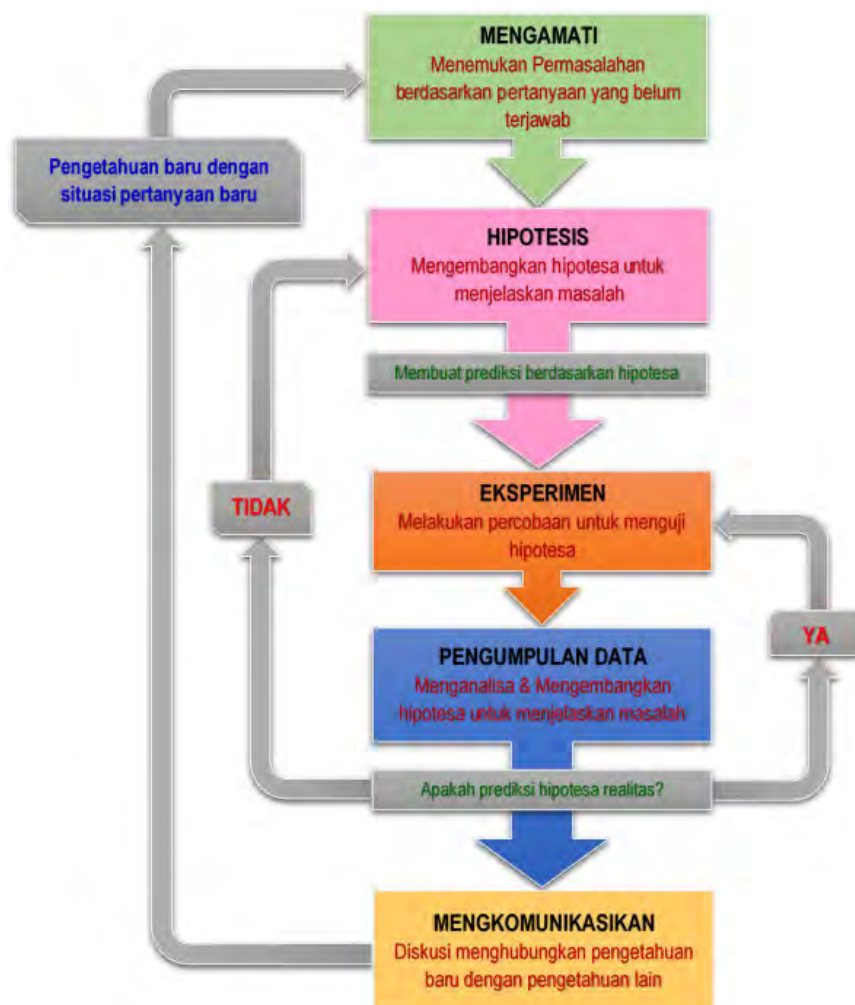 MENGAMATI
Menemukan Permasalahan
berdasarkan pertanyaan yang belum
terjawab
Pengetahuan baru dengan
situasi pertanyaan baru
HIPOTESIS
Mengembangkan hipotesa untuk
menjelaskan masalah
Membuat prediksi berdasarkan hipotesa
TIDAK
EKSPERIMEN
Melakukan percobaan untuk menguji
hipotesa
YA
PENGUMPULAN DATA
Menganalisa & Mengembangkan
hipotesa untuk menjelaskan masalah
Apakah prediksi hipotesa realitas?
MENGKOMUNIKASIKAN
Diskusi menghubungkan pengetahuan
baru dengan pengetahuan lain